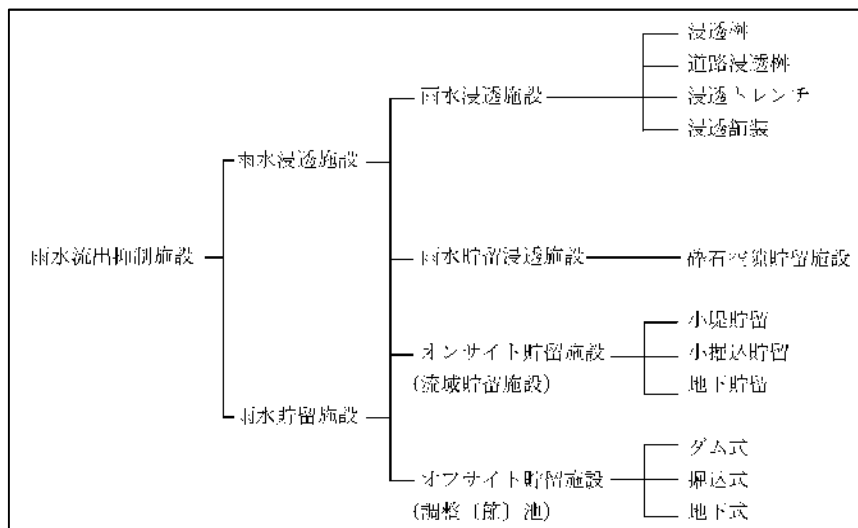 浸透桝
道路浸透桝
雨水浸透施設
浸透トレンチ
浸透舗装
雨水浸透施設
雨水流出抑制施設
雨水貯留浸透施設
砕石空隙貯留施設
小堤貯留
オンサイト貯留施設
小掘込貯留
(流域貯留施設)
地下貯留
雨水貯留施設
ダム式
オフサイト貯留施設
掘込式
(調整〔節〕池)
地下式